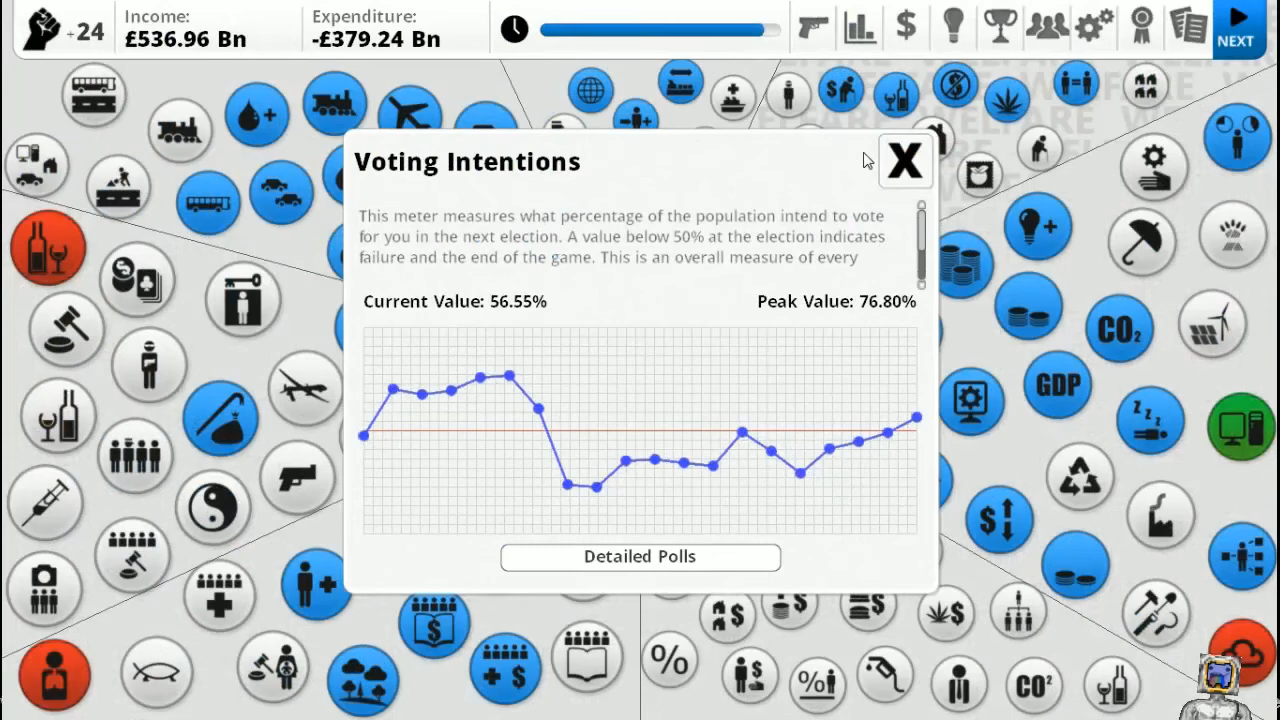 +24
Income:
£536.96 Bn
Expenditure:
-£379.24 Bn
$
NEXT
WELFARE
Voting Intentions
X
This meter measures what percentage of the population intend to vote
for you in the next election. A value below 50% at the election indicates
failure and the end of the game. This is an overall measure of every
Current Value: 56.55%
Peak Value: 76.80%
Detailed Polls
CO₂
GDP
%
CO²